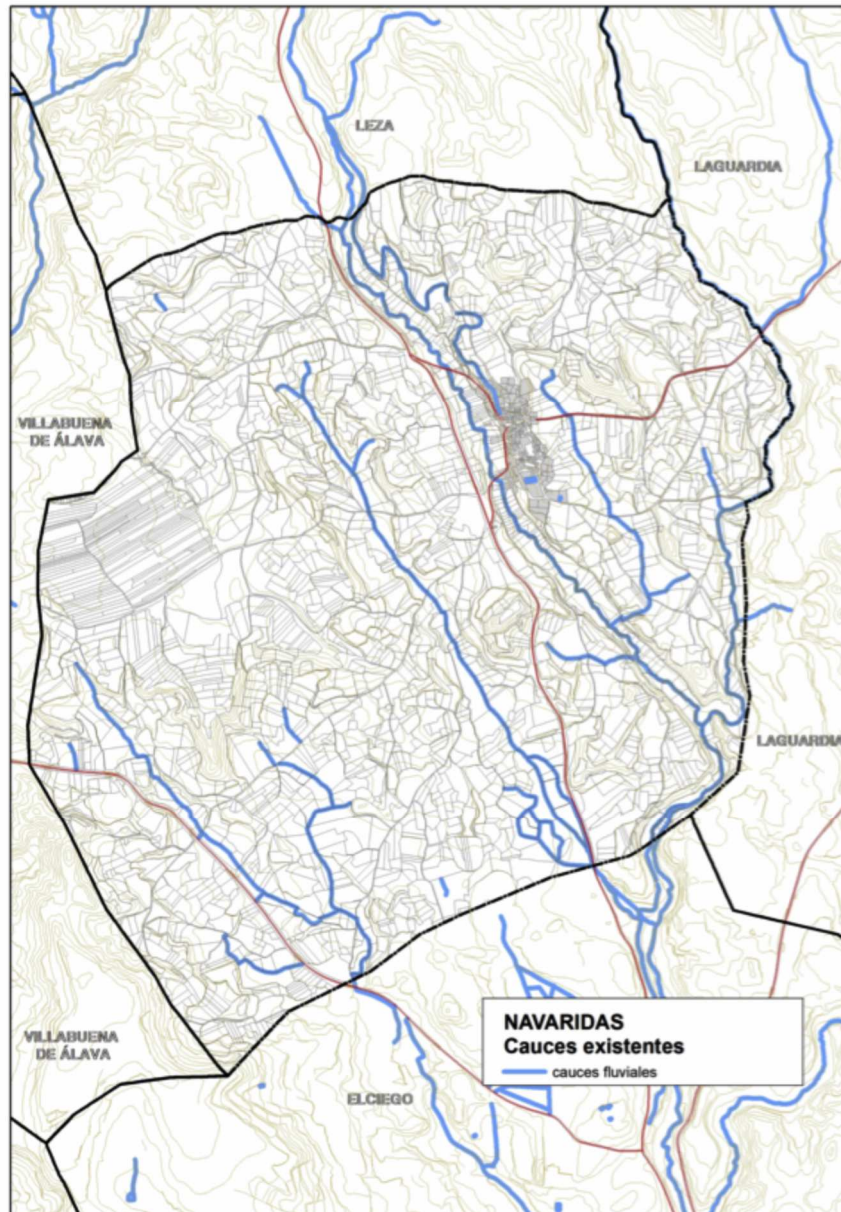 LEZA
LAGUARDIA
VILLABUENA
DE ÁLAVA
LAGUARDIA
NAVARIDAS
Cauces existentes
cauces fluviales
VILLABUENA
DE ÁLAVA
ELCIEGO